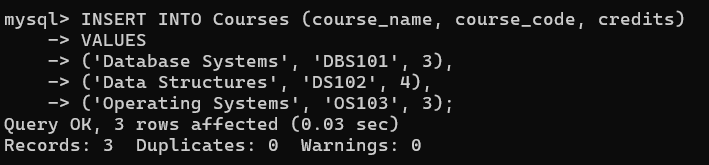 mysql> INSERT INTO Courses (course_name, course_code, credits)
    -> VALUES
    -> ('Database Systems', 'DBS101', 3),
    -> ('Data Structures', 'DS102', 4),
    -> ('Operating Systems', 'OS103', 3);
Query OK, 3 rows affected (0.03 sec)
Records: 3  Duplicates: 0  Warnings: 0